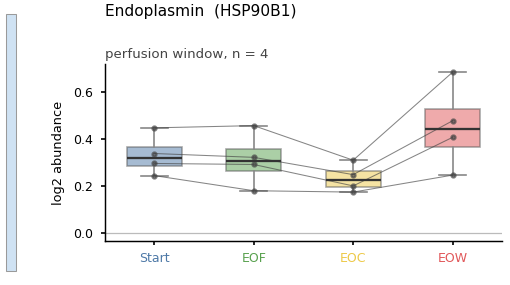 Endoplasmin (HSP90B1)
perfusion window, n = 4
log2 abundance
0.6
0.4
0.2
0.0
Start EOF EOC EOW